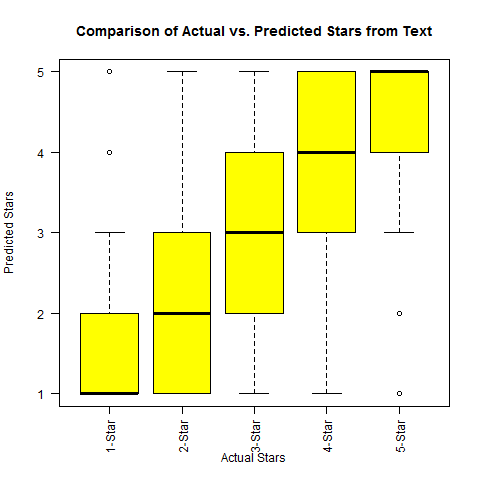 Comparison of Actual vs. Predicted Stars from Text
Predicted Stars
5
4
3
2
1
1-Star
2-Star
3-Star
4-Star
5-Star
Actual Stars